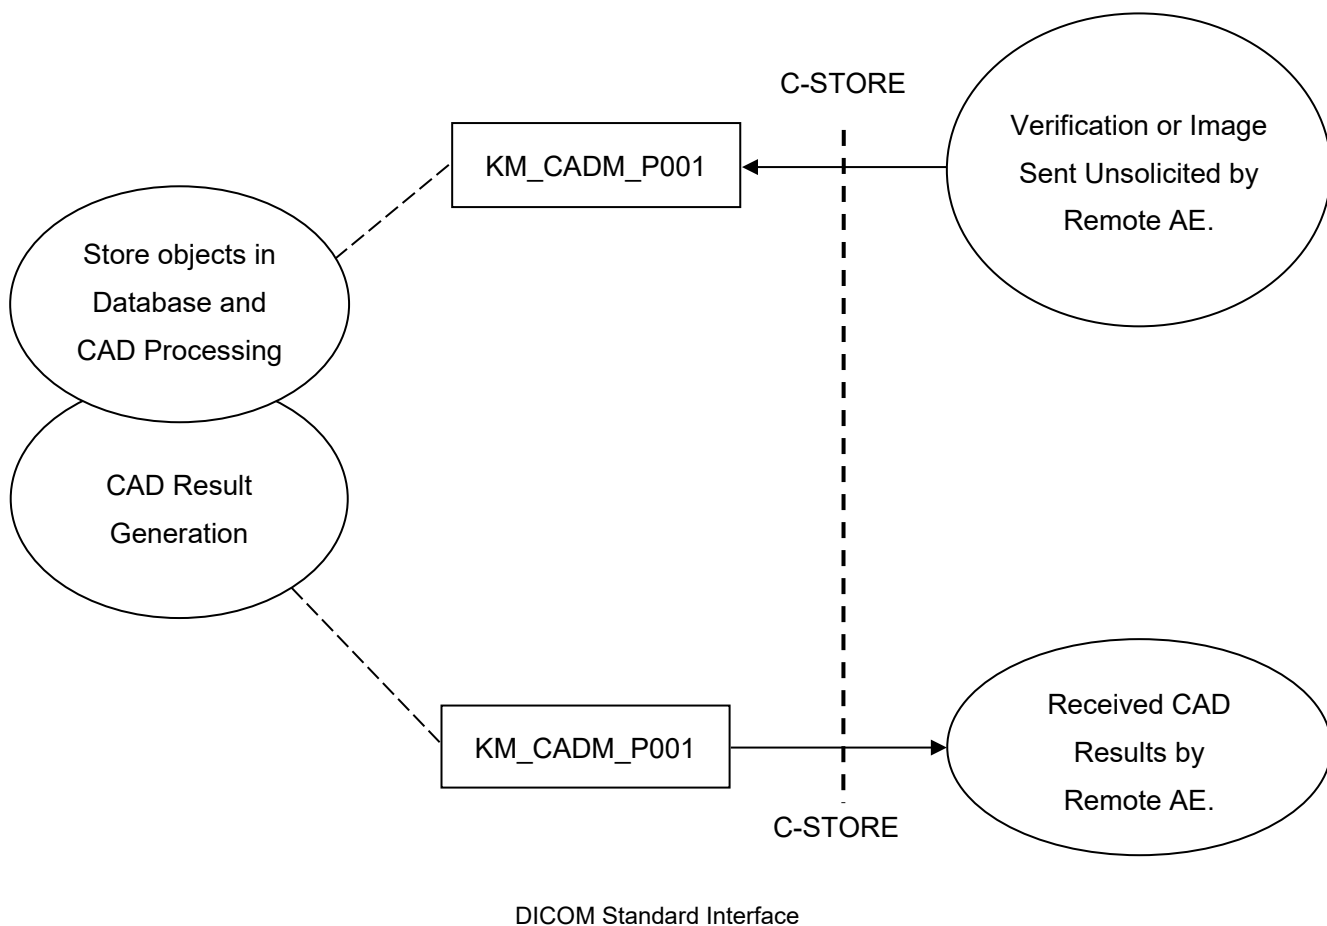 C-STORE
KM_CADM_P001
Verification or Image
Sent Unsolicited by
Remote AE.
Store objects in
Database and
CAD Processing
CAD Result
Generation
KM_CADM_P001
Received CAD
Results by
Remote AE.
C-STORE
DICOM Standard Interface